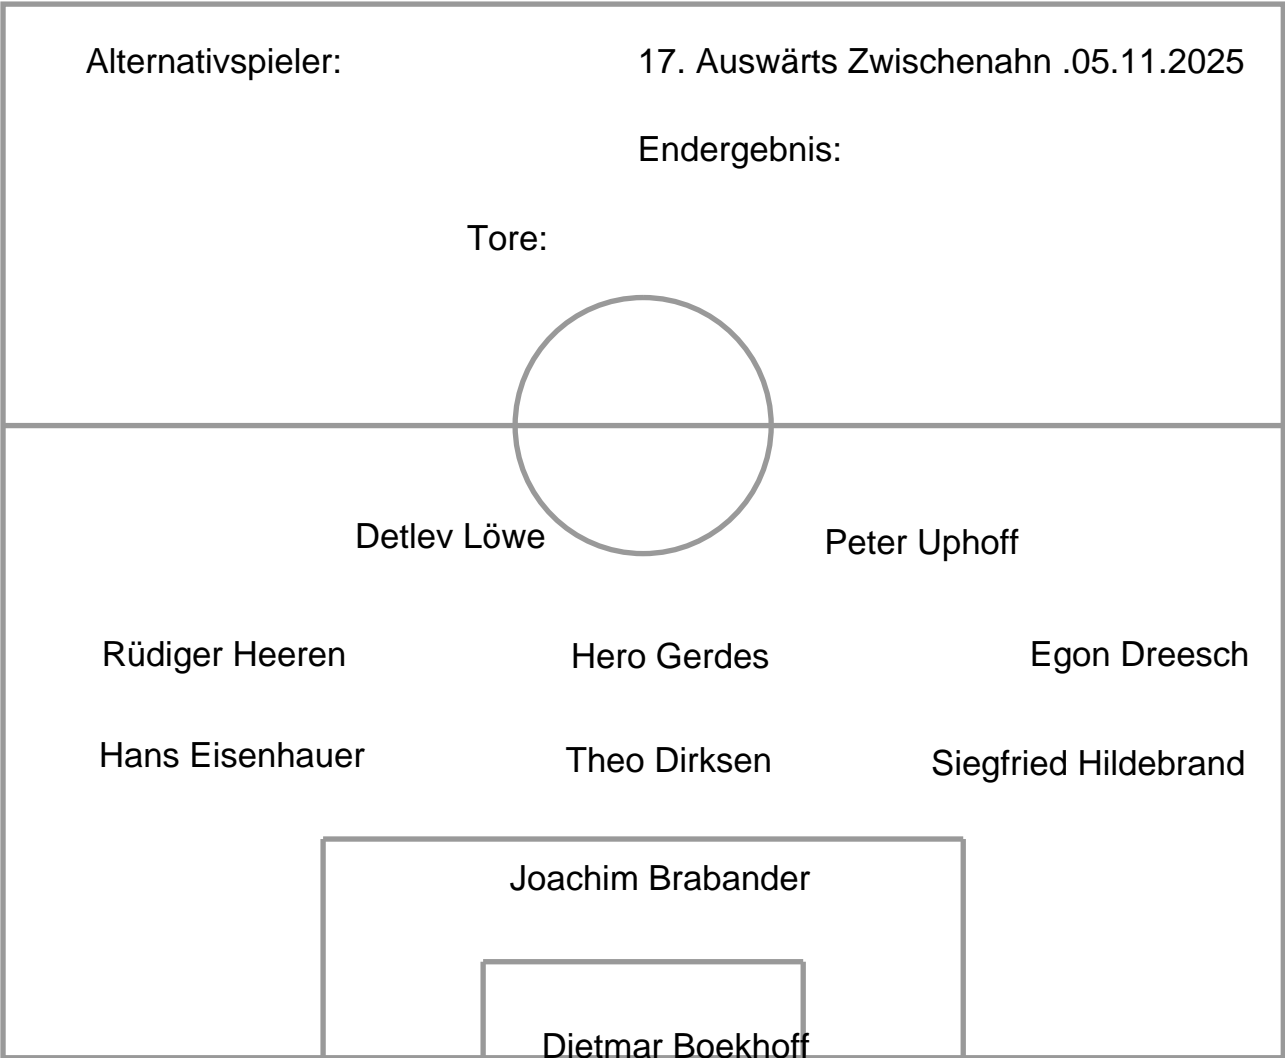 Alternativspieler: 17. Auswärts Zwischenahn .05.11.2025
Endergebnis:
Tore:
Detlev Löwe Peter Uphoff
Rüdiger Heeren Hero Gerdes Egon Dreesch
Hans Eisenhauer Theo Dirksen Siegfried Hildebrand
Joachim Brabander
Dietmar Boekhoff